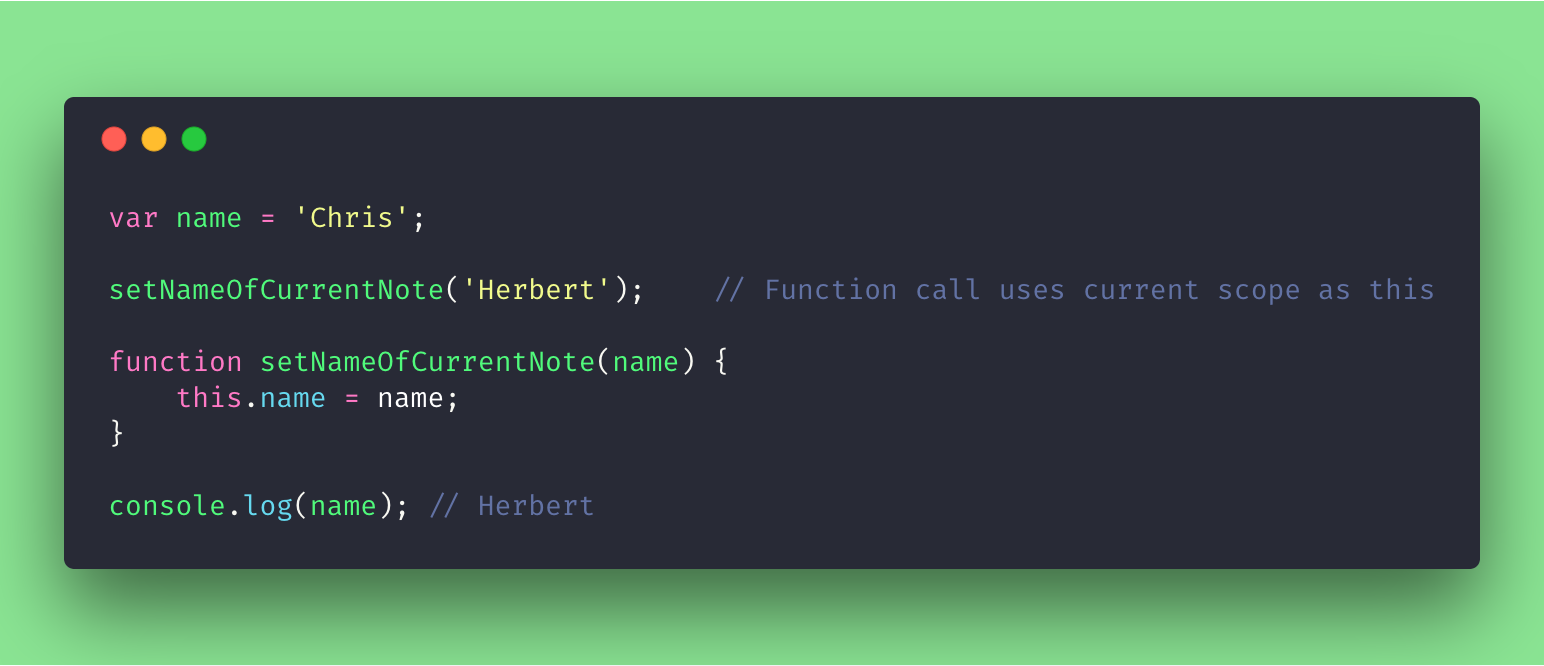 var name = 'Chris';
setNameOfCurrentNote('Herbert');    // Function call uses current scope as this
function setNameOfCurrentNote(name) {
    this.name = name;
}
console.log(name); // Herbert